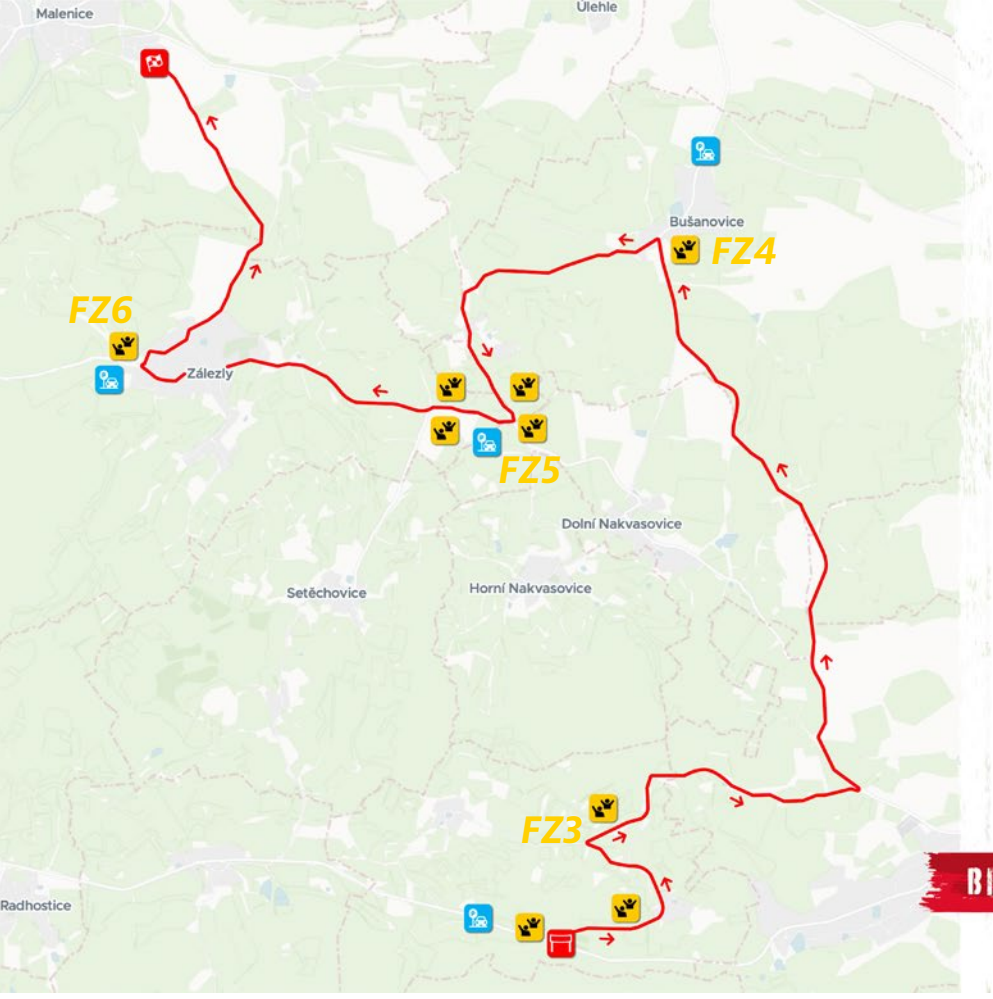 Malenice
Úlehle
Bušanovice
FZ4
FZ6
Zálezly
FZ5
Dolní Nakvasovice
Setěchovice
Horní Nakvasovice
FZ3
Radhostice